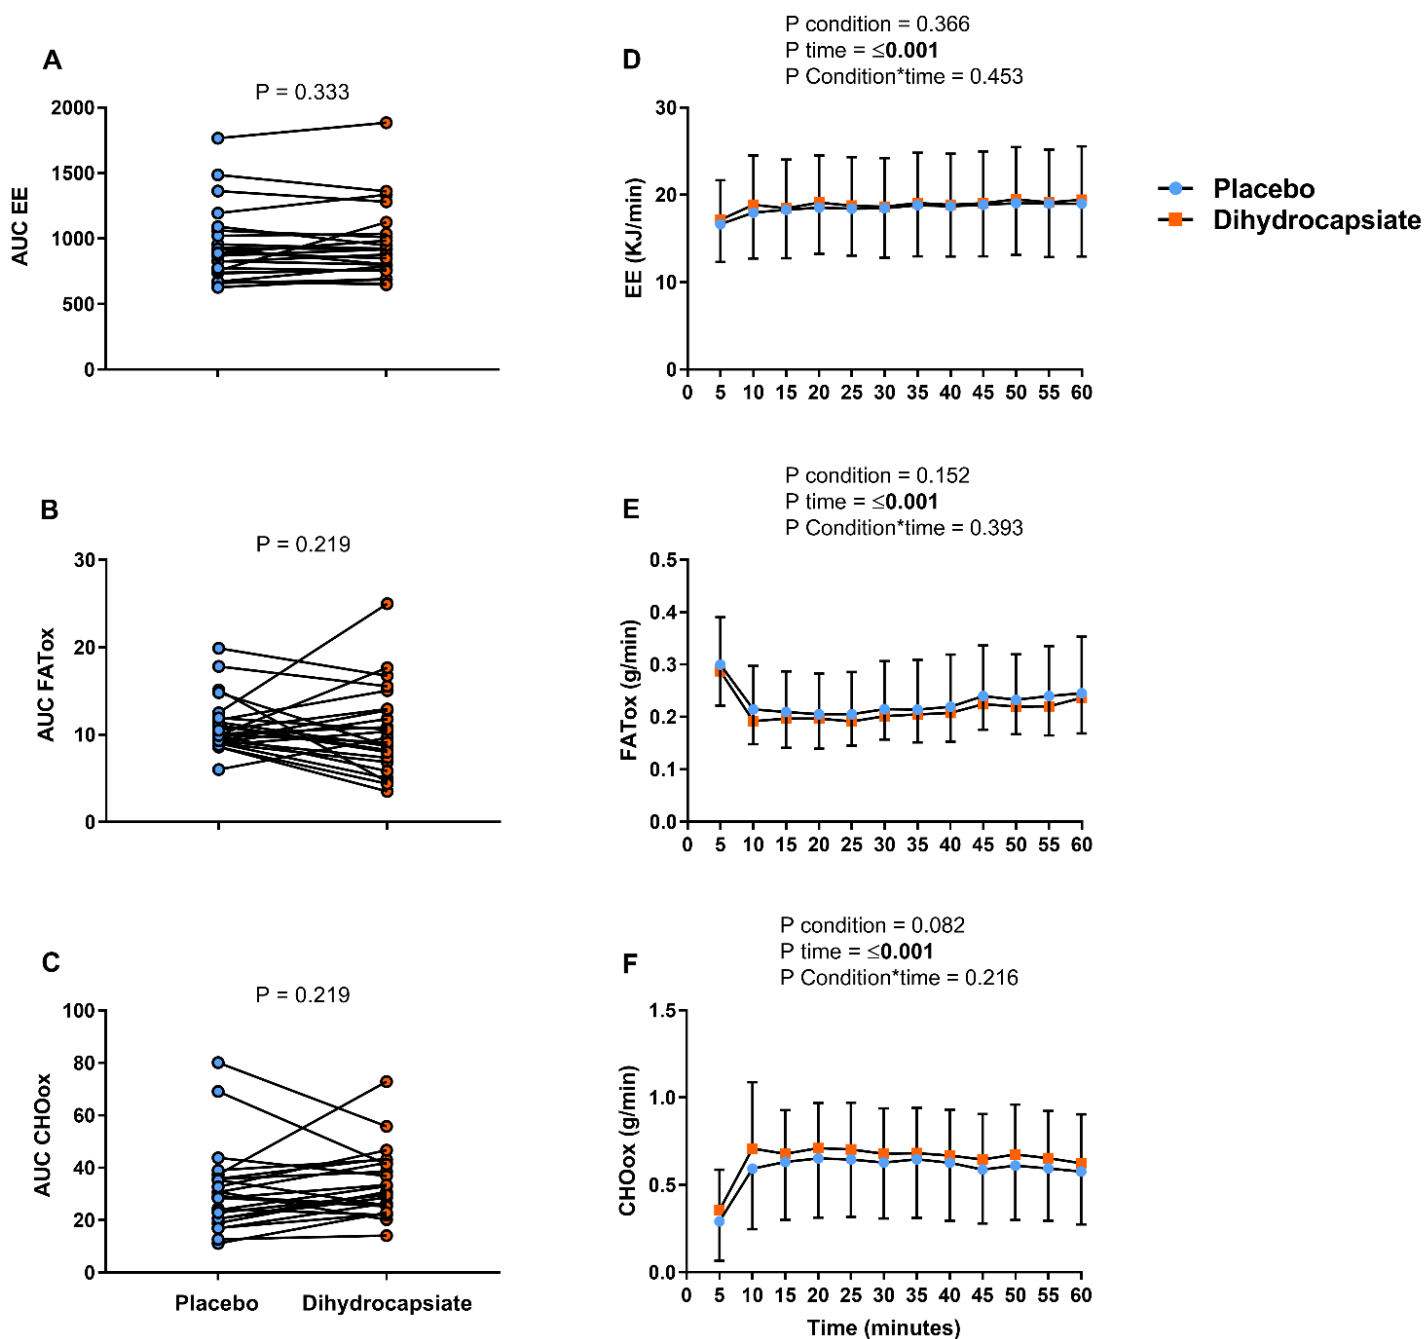 A
P = 0.333
AUC EE
2000
1500
1000
500
0
D
P condition = 0.366
P time = ≤0.001
P Condition*time = 0.453
EE (KJ/min)
30
20
10
0
0 5 10 15 20 25 30 35 40 45 50 55 60
Placebo
Dihydrocapsiate
B
P = 0.219
AUC FATox
30
20
10
0
E
P condition = 0.152
P time = ≤0.001
P Condition*time = 0.393
FATox (g/min)
0.5
0.4
0.3
0.2
0.1
0.0
0 5 10 15 20 25 30 35 40 45 50 55 60
C
P = 0.219
AUC CHOox
100
80
60
40
20
0
Placebo Dihydrocapsiate
F
P condition = 0.082
P time = ≤0.001
P Condition*time = 0.216
CHOox (g/min)
1.5
1.0
0.5
0.0
0 5 10 15 20 25 30 35 40 45 50 55 60
Time (minutes)